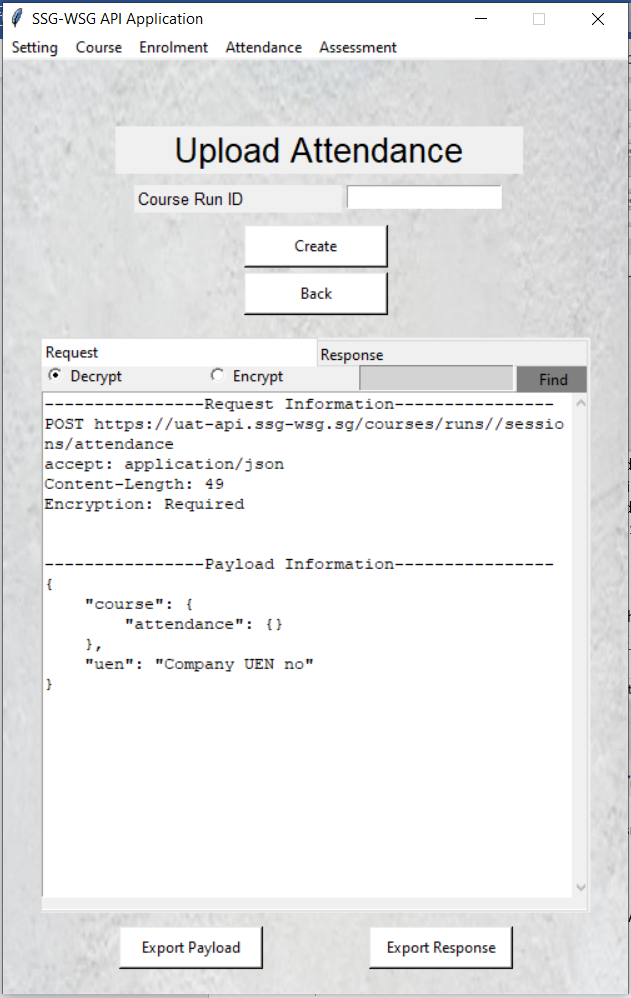 SSG-WSG API Application
Setting Course Enrolment Attendance Assessment
Upload Attendance
Course Run ID
Create
Back
Request Response
Decrypt Encrypt Find
----------------Request Information----------------
POST https://uat-api.ssg-wsg.sg/courses/runs//sessio
ns/attendance
accept: application/json
Content-Length: 49
Encryption: Required
----------------Payload Information----------------
{
    "course": {
        "attendance": {}
    },
    "uen": "Company UEN no"
}
Export Payload Export Response